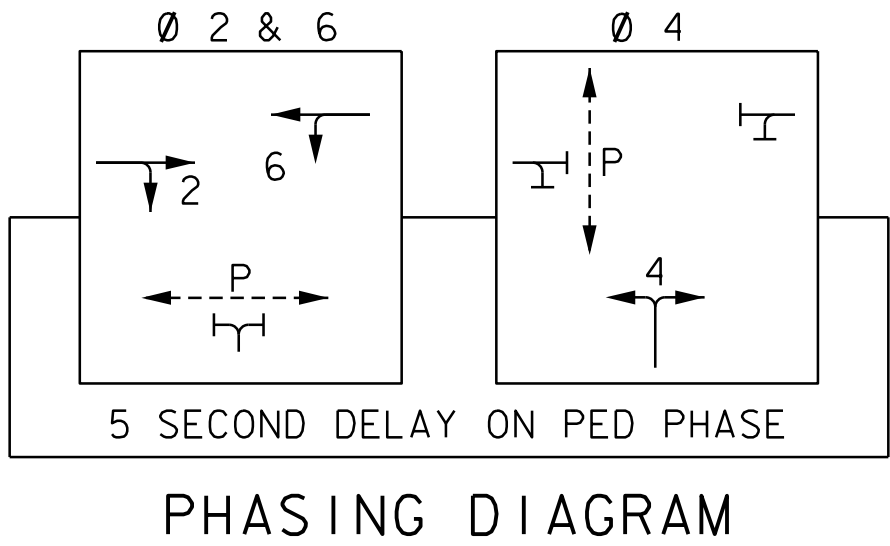 Ø 2 & 6
Ø 4
6
2
P
P
4
5 SECOND DELAY ON PED PHASE
PHASING DIAGRAM